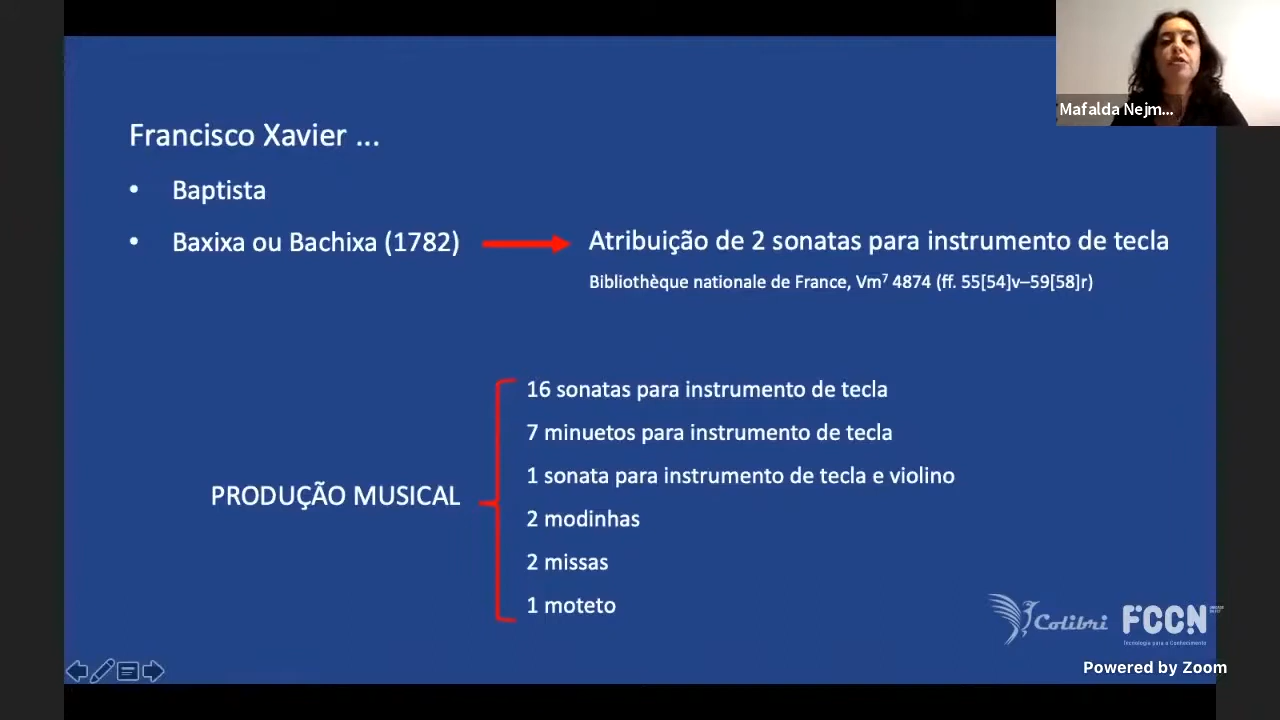 Mafalda Nejm...
Francisco Xavier ...
• Baptista
• Baxixa ou Bachixa (1782)
Atribuição de 2 sonatas para instrumento de tecla
Bibliothèque nationale de France, Vm⁷ 4874 (ff. 55[54]v–59[58]r)
PRODUÇÃO MUSICAL
16 sonatas para instrumento de tecla
7 minuetos para instrumento de tecla
1 sonata para instrumento de tecla e violino
2 modinhas
2 missas
1 moteto
Colibri
FCCN
Tecnologia para o Conhecimento
Powered by Zoom